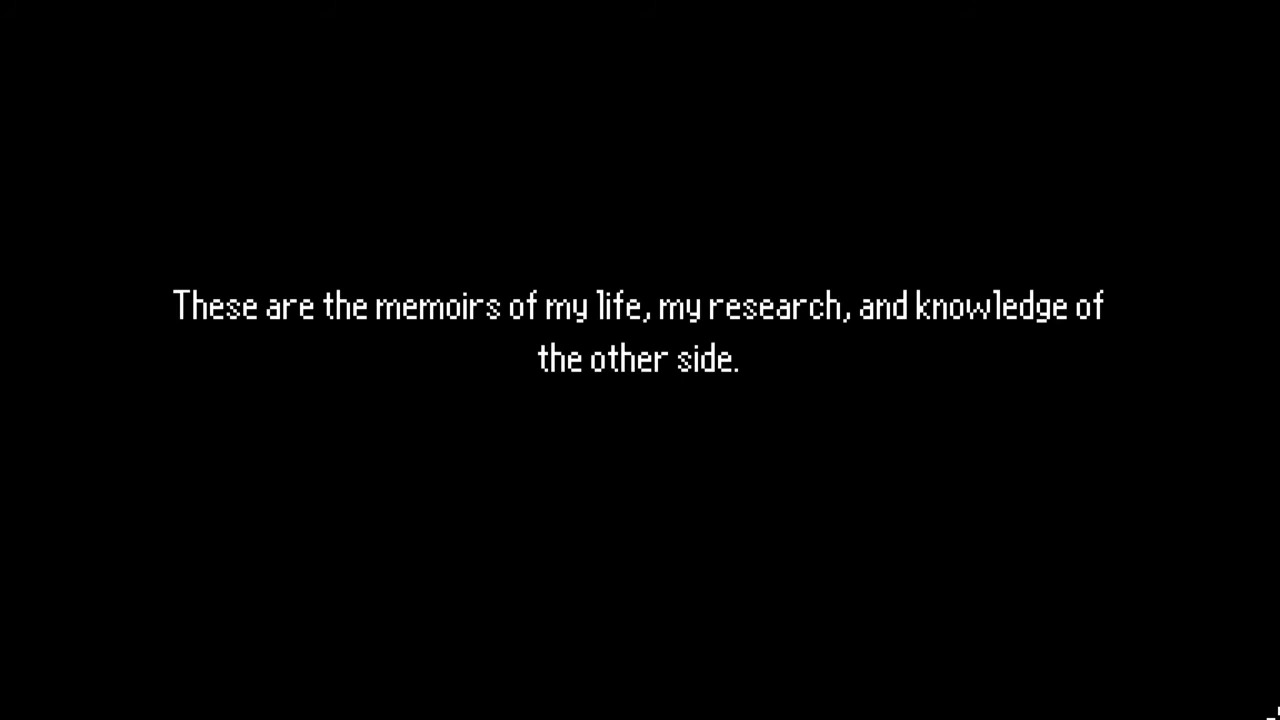 These are the memoirs of my life, my research, and knowledge of
the other side.